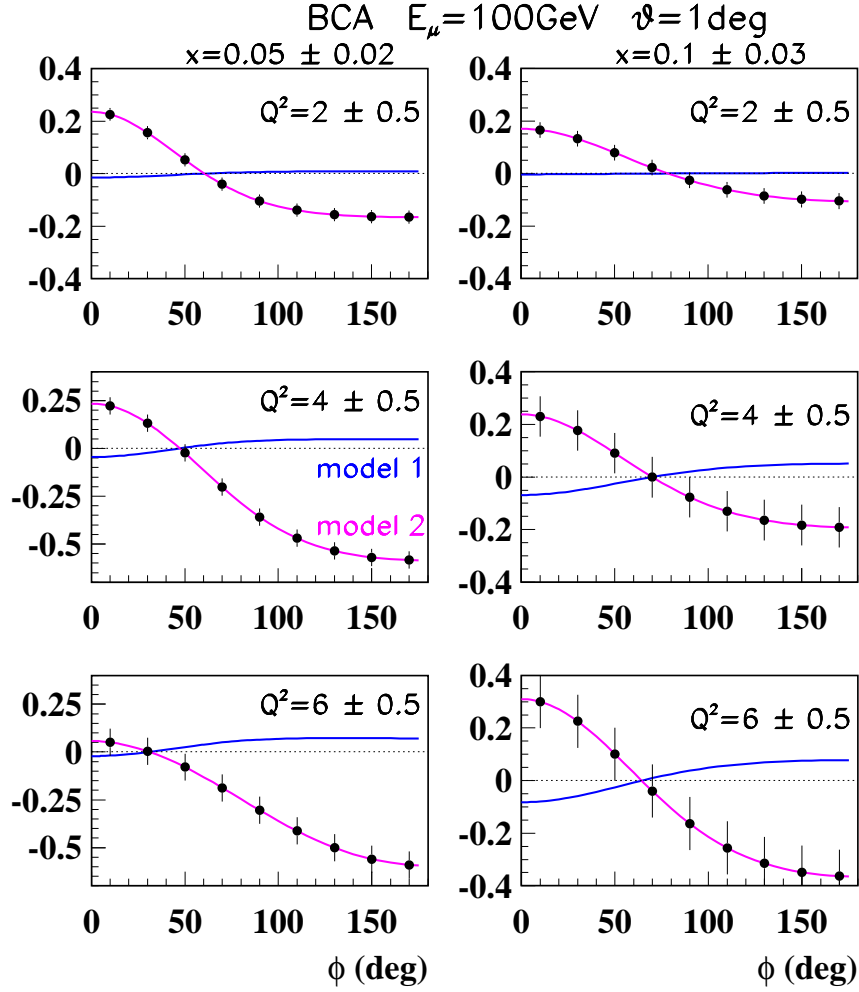 BCA E_μ=100GeV ϑ=1deg
x=0.05 ± 0.02
x=0.1 ± 0.03
0.4
0.2
0
-0.2
-0.4
Q²=2 ± 0.5
0 50 100 150
0.4
0.2
0
-0.2
-0.4
Q²=2 ± 0.5
0 50 100 150
0.25
0
-0.25
-0.5
Q²=4 ± 0.5
model 1
model 2
0 50 100 150
0.4
0.2
0
-0.2
-0.4
Q²=4 ± 0.5
0 50 100 150
0.25
0
-0.25
-0.5
Q²=6 ± 0.5
0 50 100 150
ϕ (deg)
0.4
0.2
0
-0.2
-0.4
Q²=6 ± 0.5
0 50 100 150
ϕ (deg)